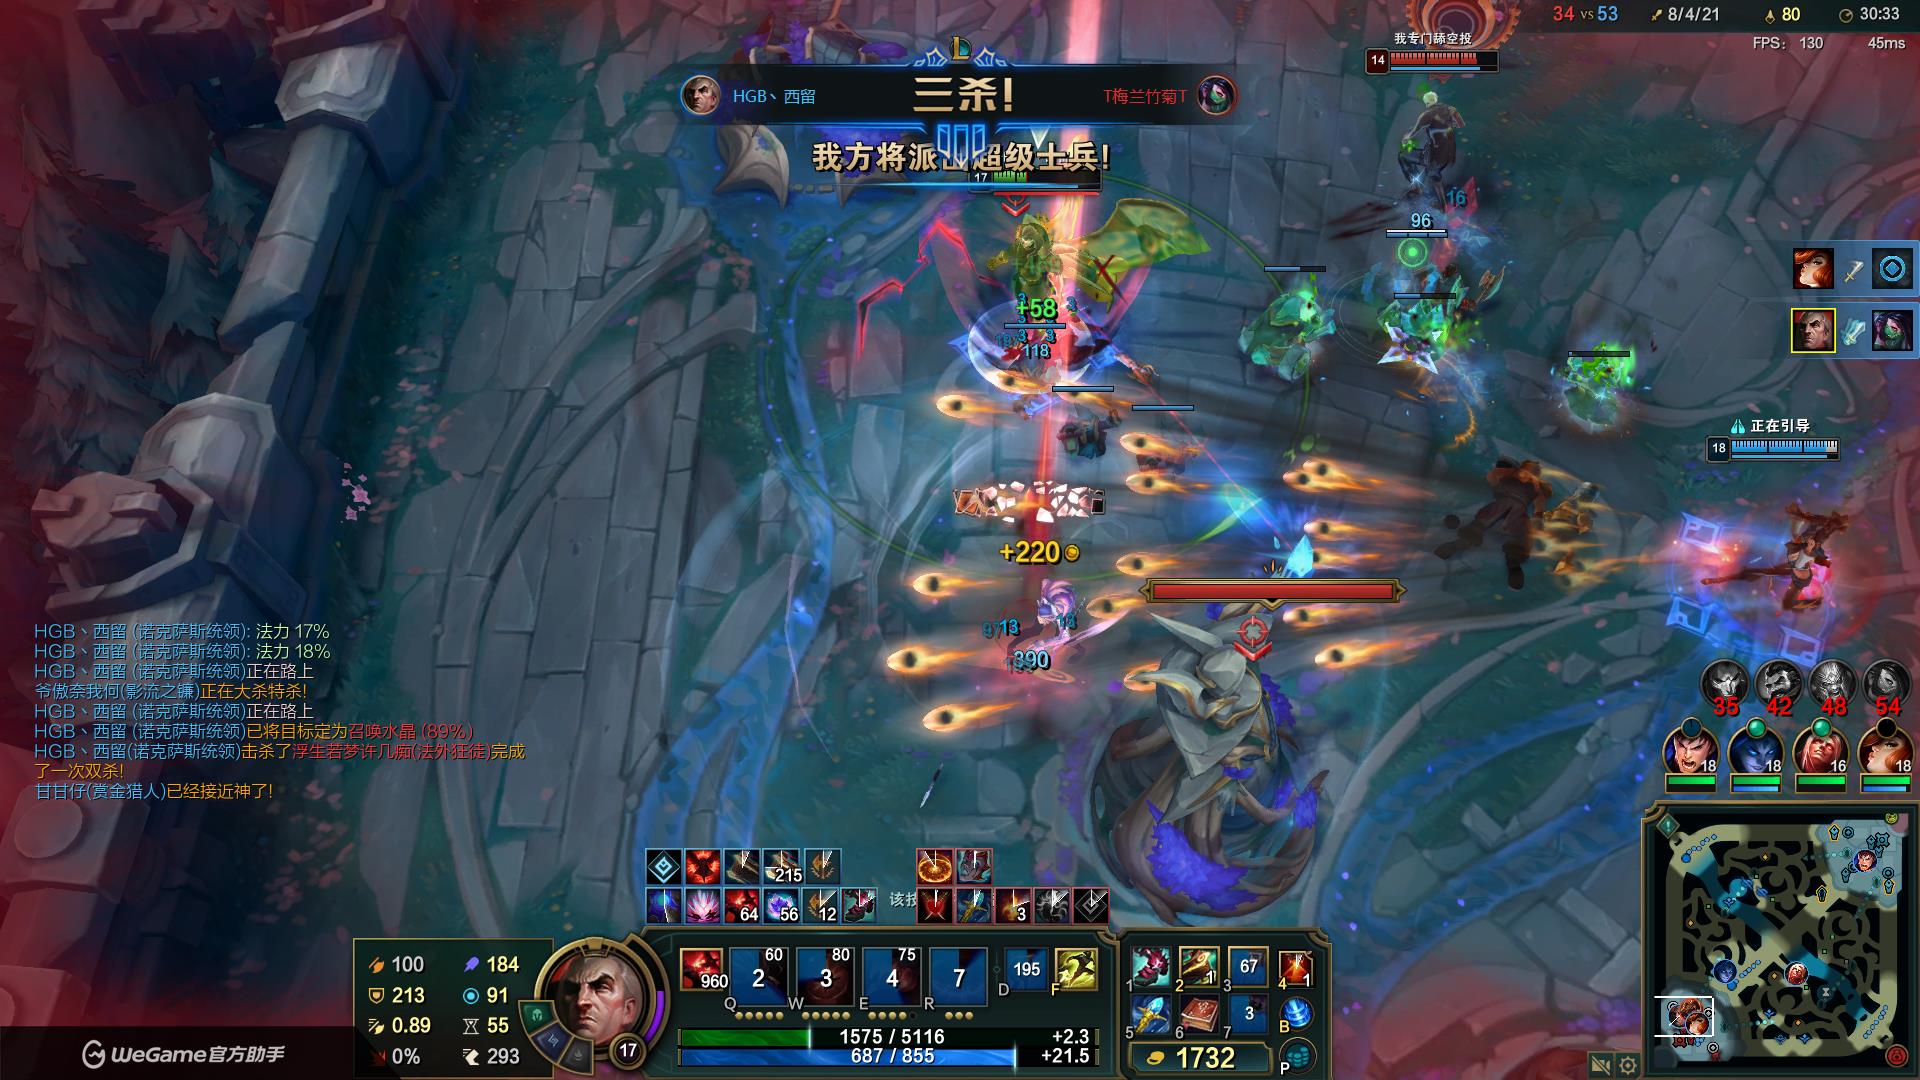 34 vs 53 8/4/21 80 30:33
FPS: 130 45ms
我专门舔空投
14
HGB丶西留 三杀! T梅兰竹菊T
我方将派出超级士兵!
17
16
96
+58
118
正在引导
18
+220
13
390
HGB丶西留 (诺克萨斯统领): 法力 17%
HGB丶西留 (诺克萨斯统领): 法力 18%
HGB丶西留 (诺克萨斯统领)正在路上
爷傲奈我何(影流之镰)正在大杀特杀!
HGB丶西留 (诺克萨斯统领)正在路上
HGB丶西留 (诺克萨斯统领)已将目标定为召唤水晶 (89%)
HGB丶西留(诺克萨斯统领)击杀了浮生若梦许几痴(法外狂徒)完成
了一次双杀!
甘甘仔(赏金猎人)已经接近神了!
35 42 48 54
18 18 16 18
215
64 56 12 该技 3
100 184
213 91
0.89 55
0% 293
17
960 2 60 3 80 4 75 7 195
Q W E R D F
1575 / 5116 +2.3
687 / 855 +21.5
1 2 1 3 67 4 1
5 6 7 3 B
1732 P
WeGame官方助手